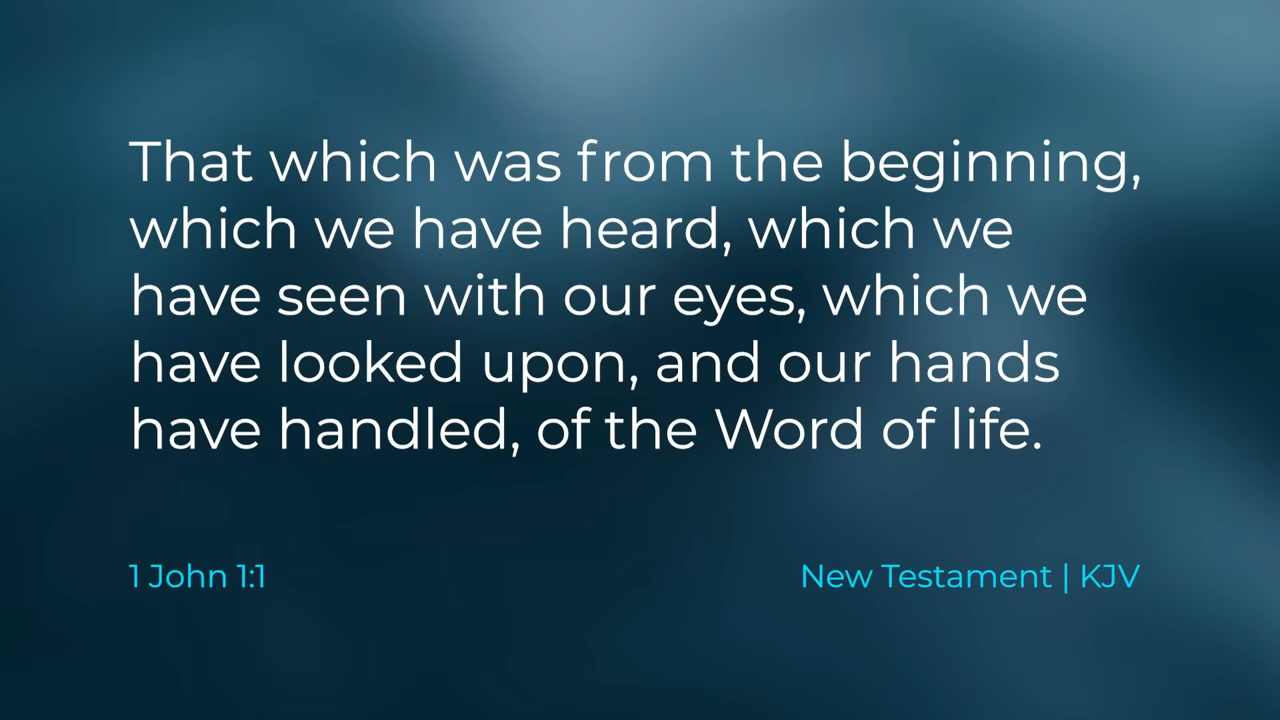 That which was from the beginning,
which we have heard, which we
have seen with our eyes, which we
have looked upon, and our hands
have handled, of the Word of life.
1 John 1:1
New Testament | KJV